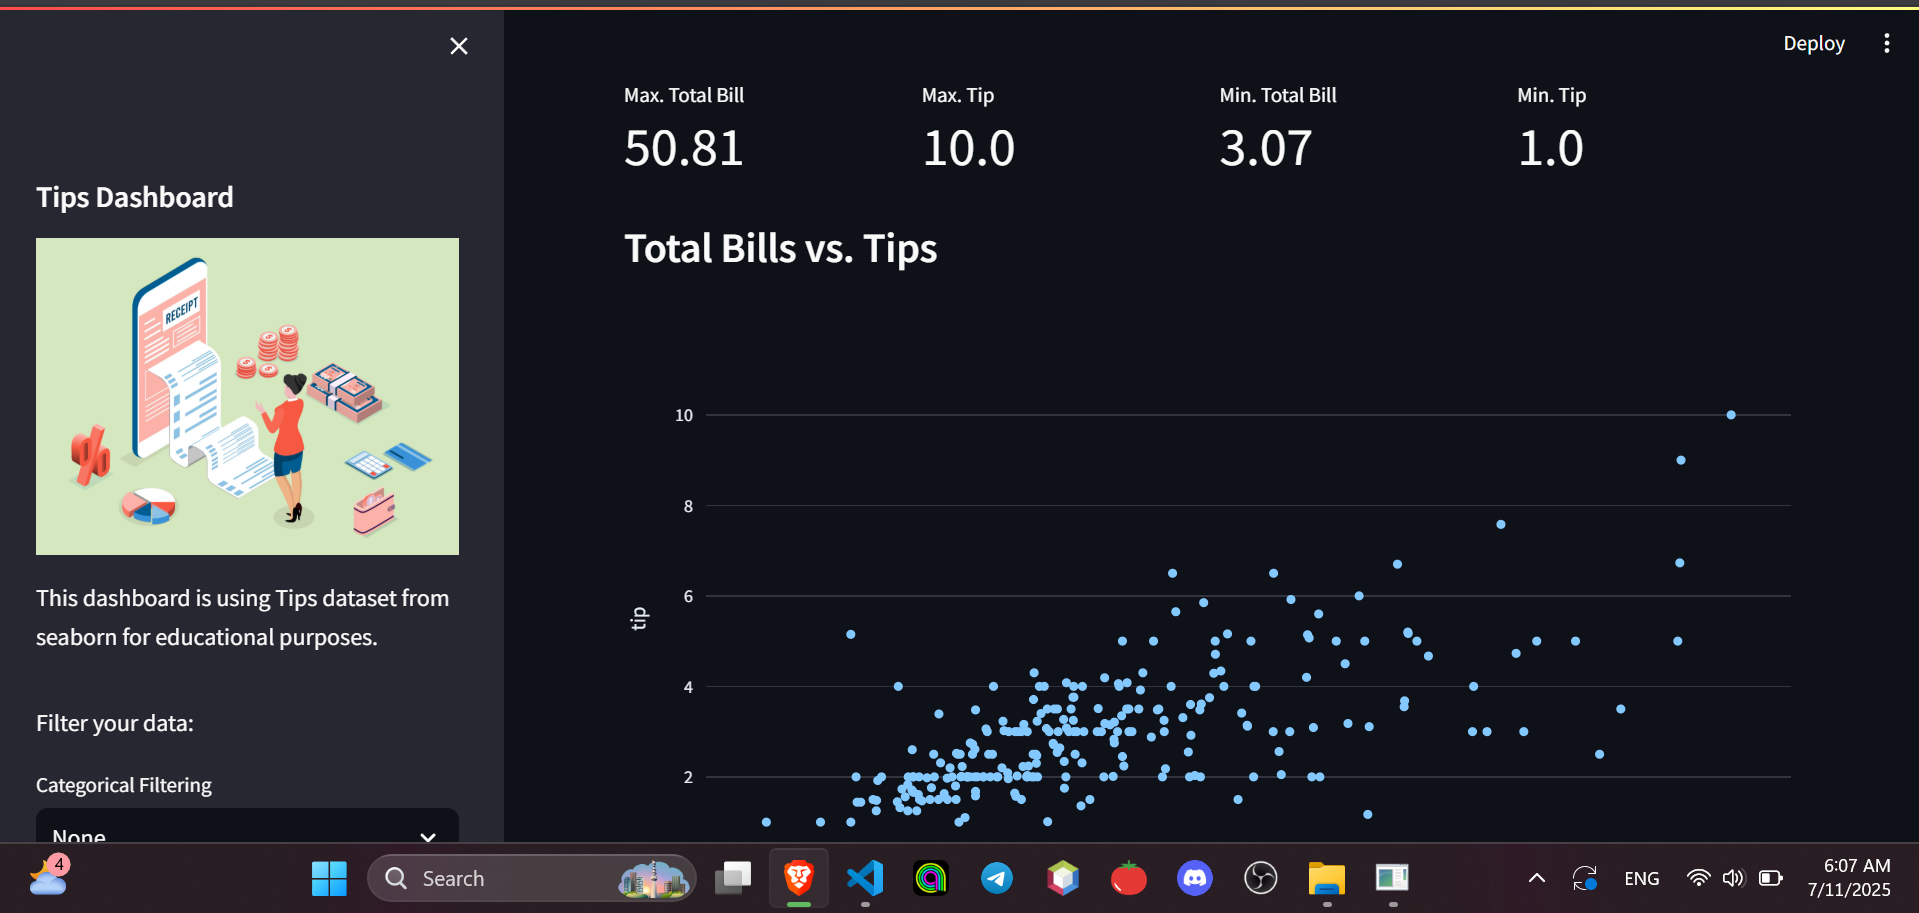 Deploy
Max. Total Bill
50.81
Max. Tip
10.0
Min. Total Bill
3.07
Min. Tip
1.0
Tips Dashboard
RECEIPT
%
This dashboard is using Tips dataset from
seaborn for educational purposes.
Filter your data:
Categorical Filtering
None
Total Bills vs. Tips
10
8
6
4
2
tip
4
Search
ENG
6:07 AM
7/11/2025